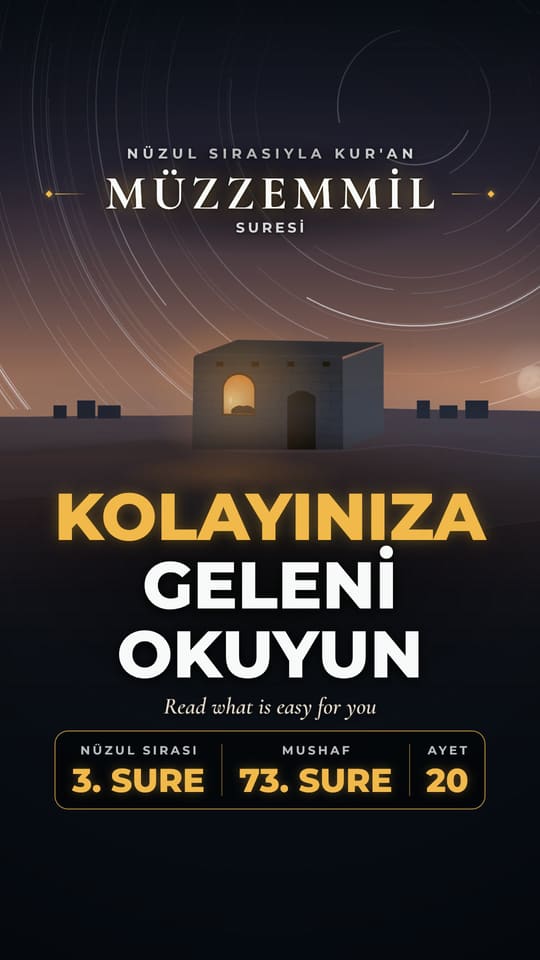 NÜZUL SIRASIYLA KUR'AN
MÜZZEMMİL
SURESİ
KOLAYINIZA
GELENİ
OKUYUN
Read what is easy for you
NÜZUL SIRASI MUSHAF AYET
3. SURE 73. SURE 20